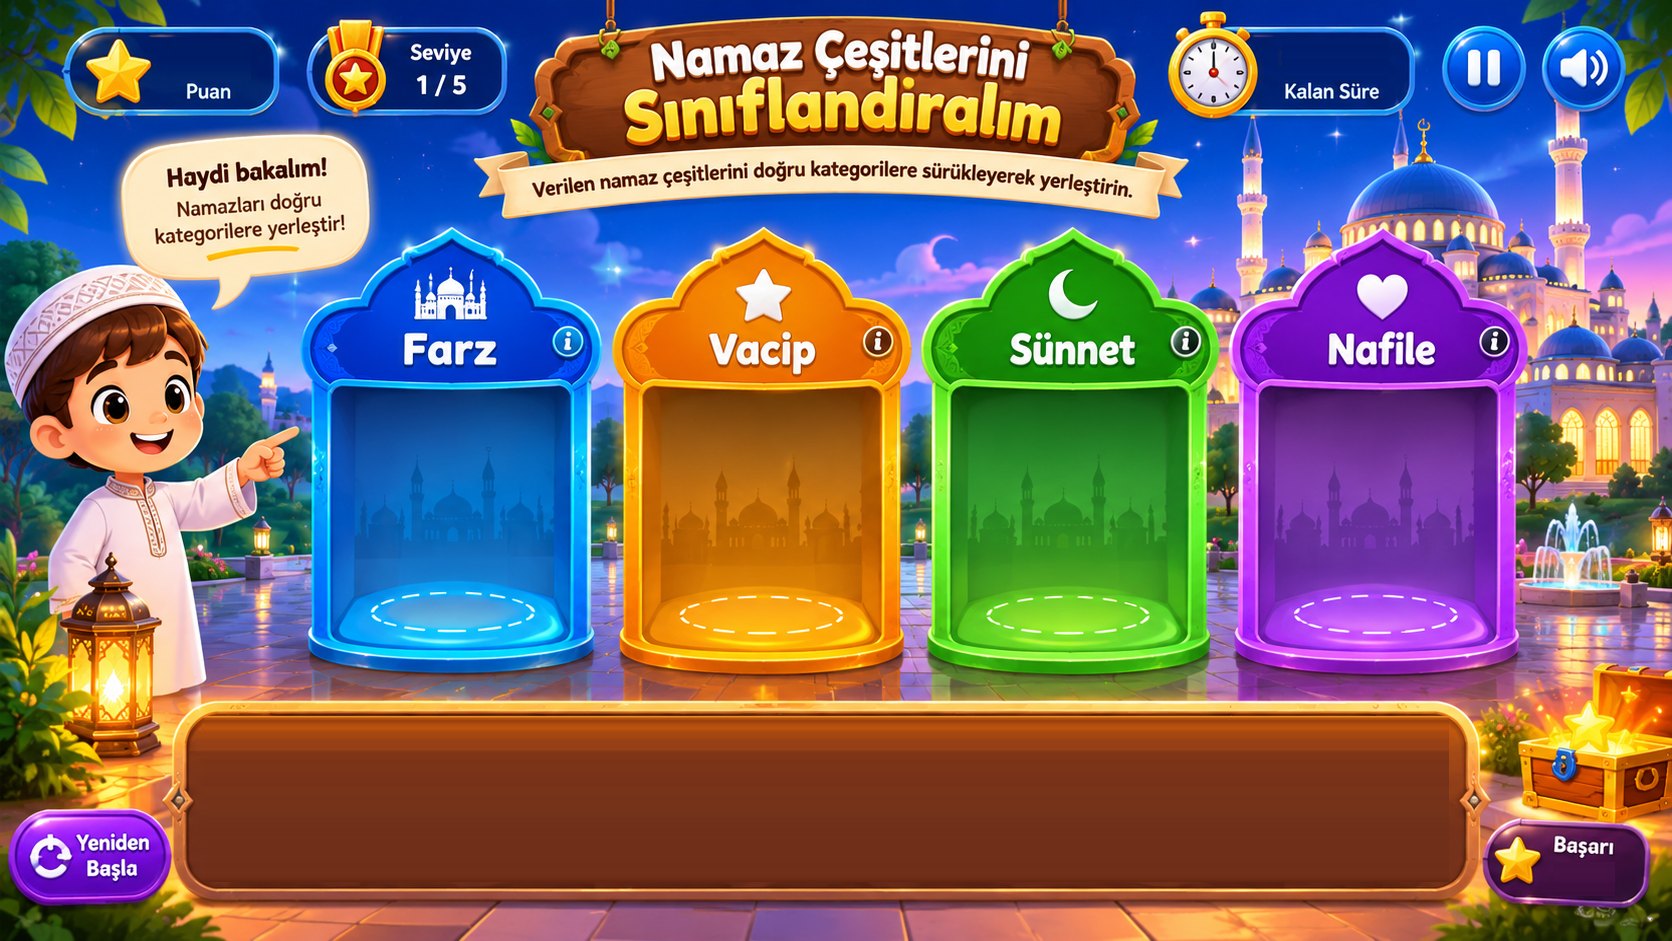 Puan
Seviye
1 / 5
Namaz Çeşitlerini
Sınıflandiralım
Verilen namaz çeşitlerini doğru kategorilere sürükleyerek yerleştirin.
Kalan Süre
Haydi bakalım!
Namazları doğru
kategorilere yerleştir!
Farz
i
Vacip
i
Sünnet
i
Nafile
i
Yeniden
Başla
Başarı